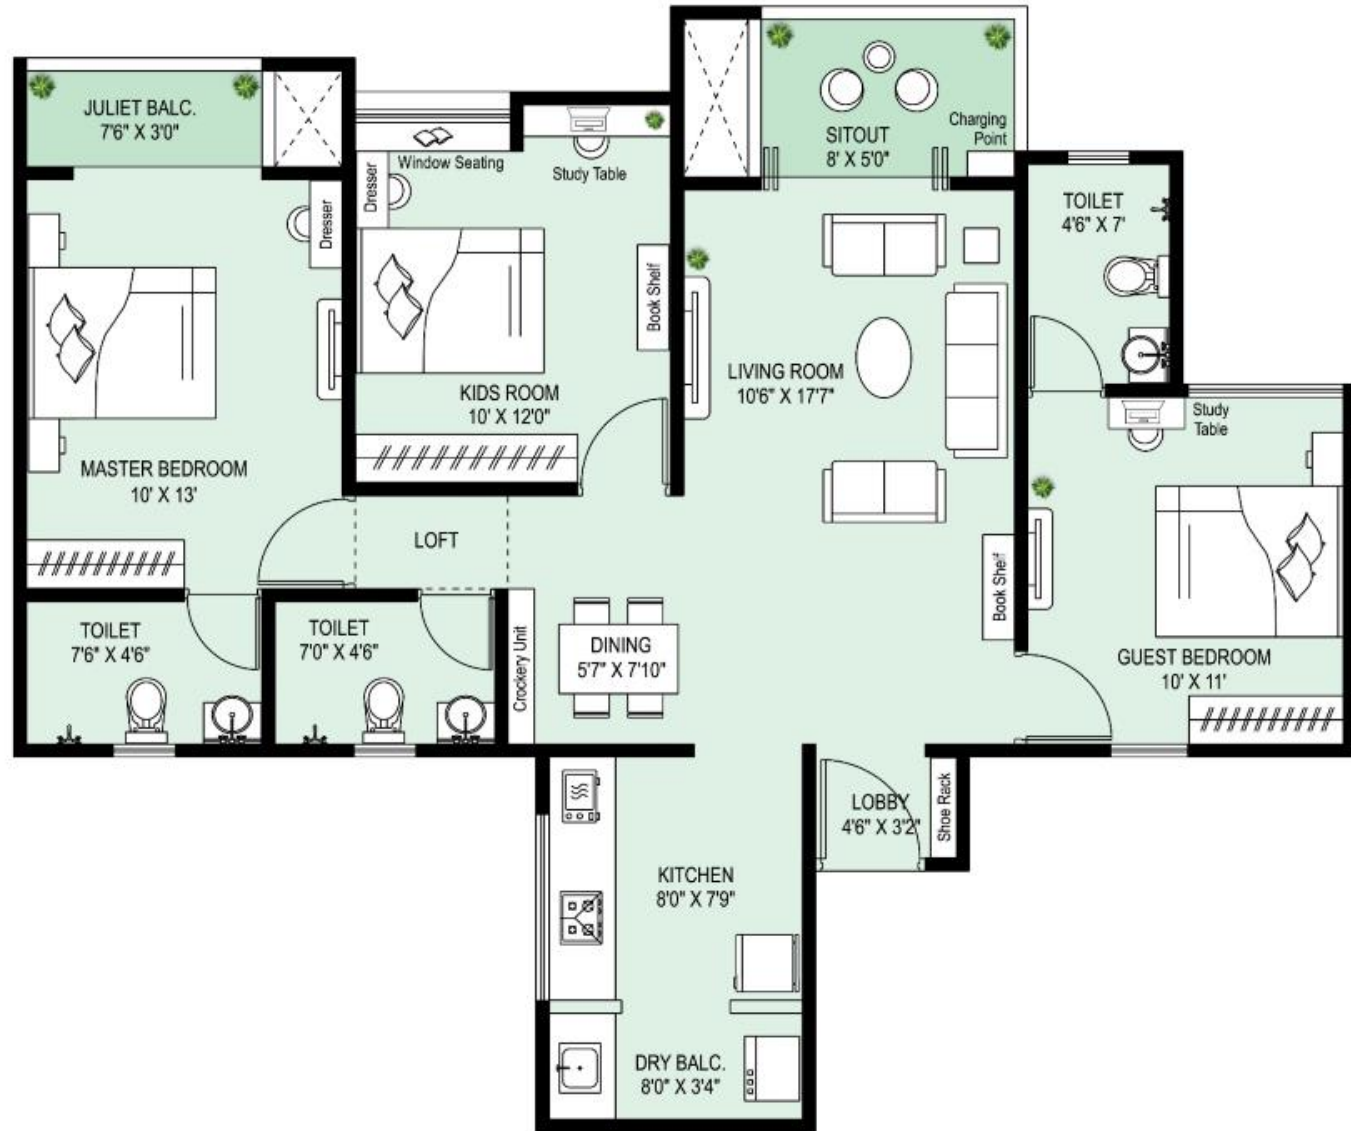 JULIET BALC.
7'6" X 3'0"
Window Seating
Dresser
Study Table
SITOUT
8' X 5'0"
Charging
Point
TOILET
4'6" X 7'
Dresser
Book Shelf
KIDS ROOM
10' X 12'0"
LIVING ROOM
10'6" X 17'7"
Study
Table
MASTER BEDROOM
10' X 13'
LOFT
Book Shelf
TOILET
7'6" X 4'6"
TOILET
7'0" X 4'6"
Crockery Unit
DINING
5'7" X 7'10"
GUEST BEDROOM
10' X 11'
LOBBY
4'6" X 3'2"
Shoe Rack
KITCHEN
8'0" X 7'9"
DRY BALC.
8'0" X 3'4"